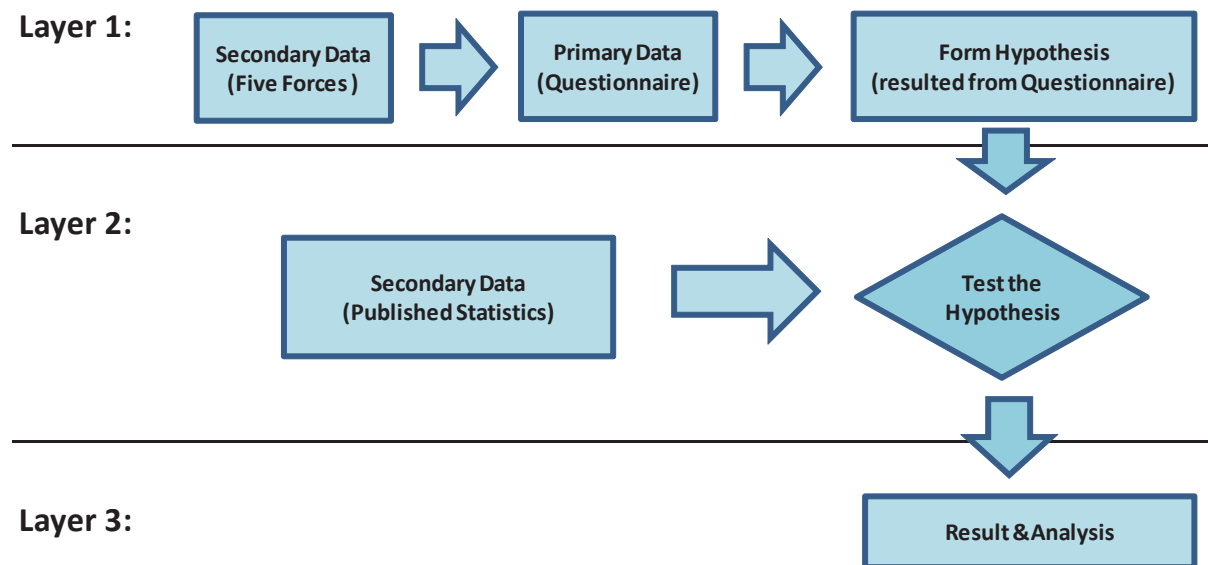 Layer 1:
Secondary Data
(Five Forces )
Primary Data
(Questionnaire)
Form Hypothesis
(resulted from Questionnaire)
Layer 2:
Secondary Data
(Published Statistics)
Test the
Hypothesis
Layer 3:
Result & Analysis